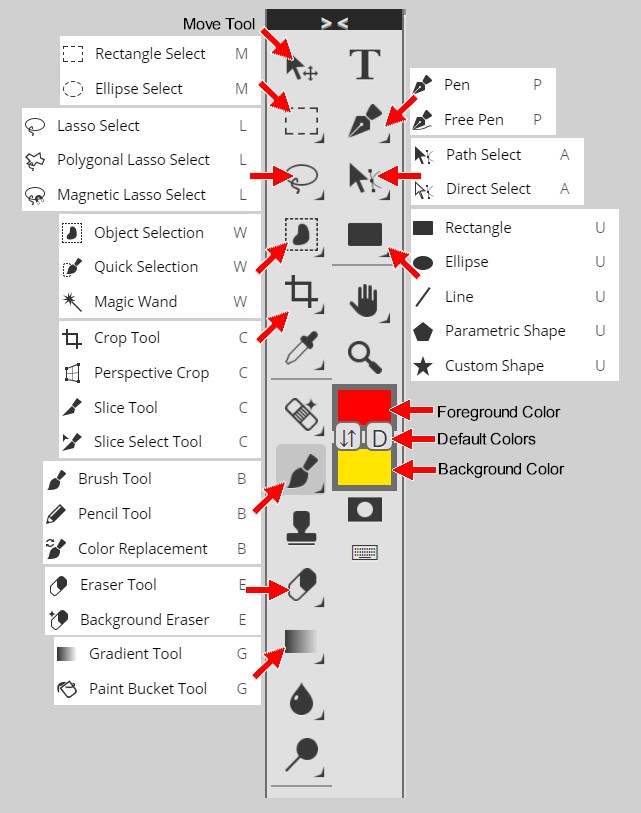 Move Tool
> <
Rectangle Select M
Ellipse Select M
Lasso Select L
Polygonal Lasso Select L
Magnetic Lasso Select L
Object Selection W
Quick Selection W
Magic Wand W
Crop Tool C
Perspective Crop C
Slice Tool C
Slice Select Tool C
Brush Tool B
Pencil Tool B
Color Replacement B
Eraser Tool E
Background Eraser E
Gradient Tool G
Paint Bucket Tool G
T
D
Pen P
Free Pen P
Path Select A
Direct Select A
Rectangle U
Ellipse U
Line U
Parametric Shape U
Custom Shape U
Foreground Color
Default Colors
Background Color